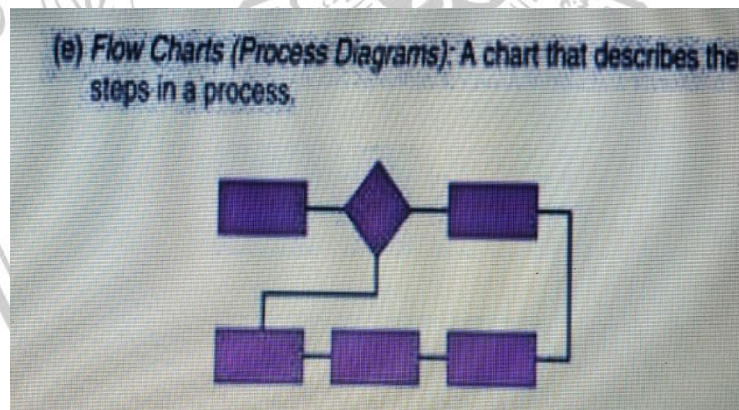 (e) Flow Charts (Process Diagrams): A chart that describes the
steps in a process.